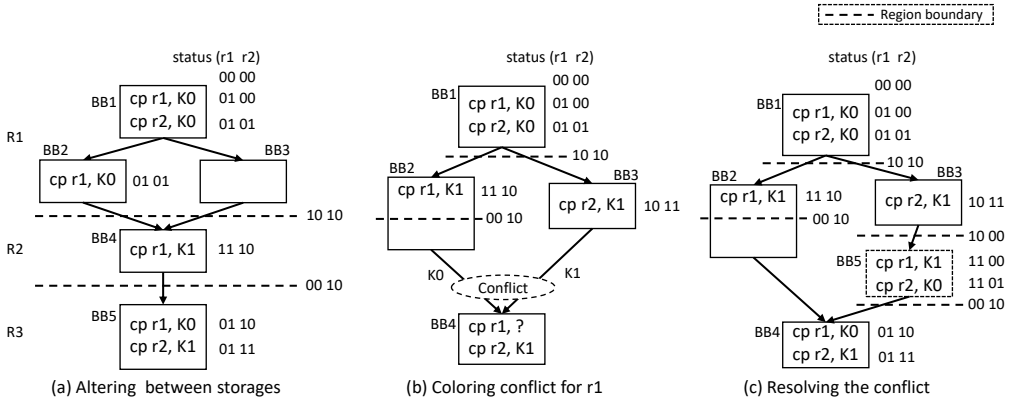 Region boundary
status (r1 r2)
00 00
BB1
cp r1, K0
01 00
cp r2, K0
01 01
R1
BB2
BB3
cp r1, K0
01 01
10 10
R2
BB4
cp r1, K1
11 10
00 10
R3
BB5
cp r1, K0
01 10
cp r2, K1
01 11
(a) Altering between storages
status (r1 r2)
00 00
BB1
cp r1, K0
01 00
cp r2, K0
01 01
10 10
BB2
BB3
cp r1, K1
11 10
cp r2, K1
10 11
00 10
K0
K1
Conflict
BB4
cp r1, ?
cp r2, K1
(b) Coloring conflict for r1
status (r1 r2)
00 00
BB1
cp r1, K0
01 00
cp r2, K0
01 01
10 10
BB2
BB3
cp r1, K1
11 10
cp r2, K1
10 11
00 10
10 00
BB5
cp r1, K1
11 00
cp r2, K0
11 01
00 10
BB4
cp r1, K0
01 10
cp r2, K1
01 11
(c) Resolving the conflict